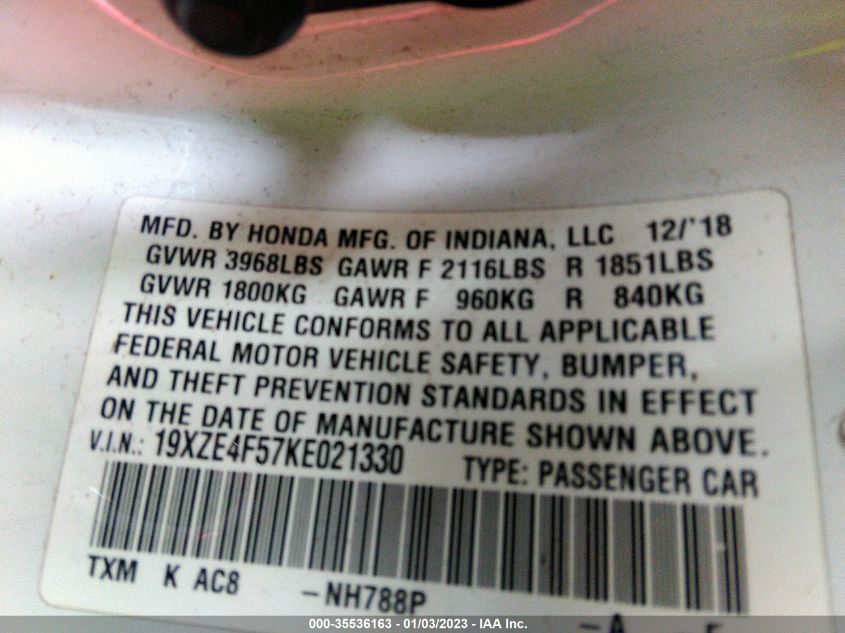 MFD. BY HONDA MFG. OF INDIANA, LLC 12/'18
GVWR 3968LBS GAWR F 2116LBS R 1851LBS
GVWR 1800KG GAWR F 960KG R 840KG
THIS VEHICLE CONFORMS TO ALL APPLICABLE
FEDERAL MOTOR VEHICLE SAFETY, BUMPER,
AND THEFT PREVENTION STANDARDS IN EFFECT
ON THE DATE OF MANUFACTURE SHOWN ABOVE.
V.I.N.: 19XZE4F57KE021330 TYPE: PASSENGER CAR
TXM K AC8 -NH788P -A
000-35536163 - 01/03/2023 - IAA Inc.